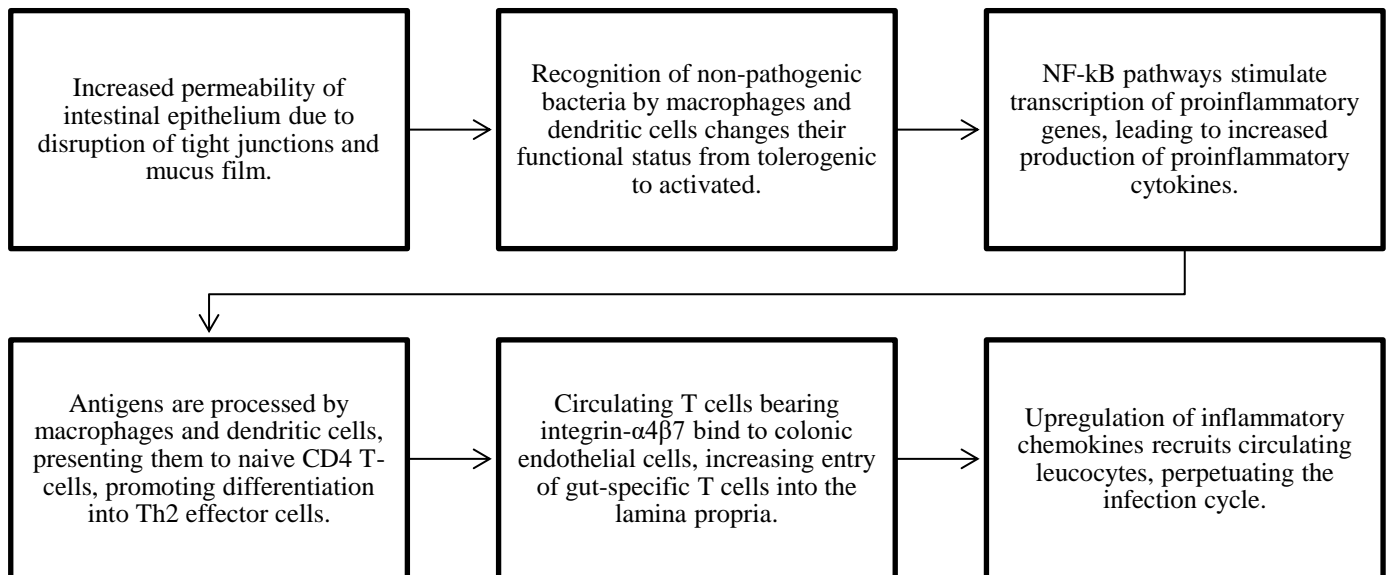 Increased permeability of
intestinal epithelium due to
disruption of tight junctions and
mucus film.
Recognition of non-pathogenic
bacteria by macrophages and
dendritic cells changes their
functional status from tolerogenic
to activated.
NF-kB pathways stimulate
transcription of proinflammatory
genes, leading to increased
production of proinflammatory
cytokines.
Antigens are processed by
macrophages and dendritic cells,
presenting them to naive CD4 T-
cells, promoting differentiation
into Th2 effector cells.
Circulating T cells bearing
integrin-α4β7 bind to colonic
endothelial cells, increasing entry
of gut-specific T cells into the
lamina propria.
Upregulation of inflammatory
chemokines recruits circulating
leucocytes, perpetuating the
infection cycle.